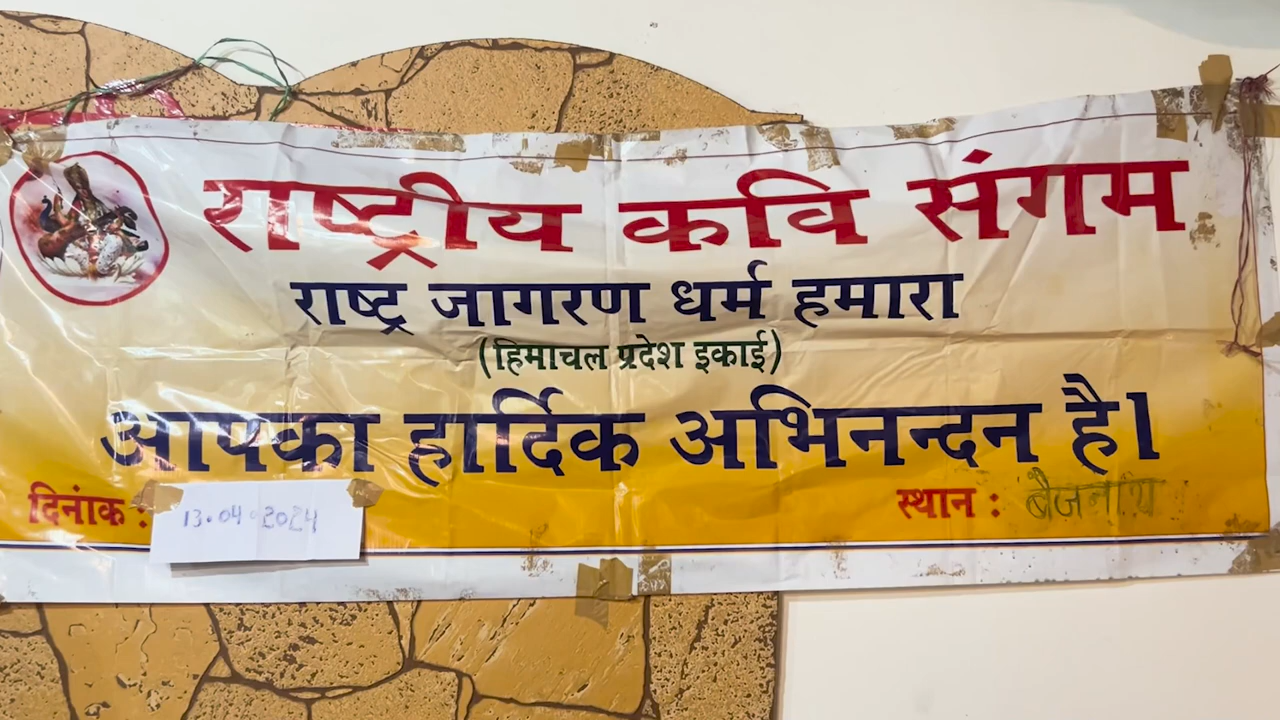 राष्ट्रीय कवि संगम
राष्ट्र जागरण धर्म हमारा
(हिमाचल प्रदेश इकाई)
आपका हार्दिक अभिनन्दन है।
दिनांक : 13.04.2024 स्थान : बैजनाथ